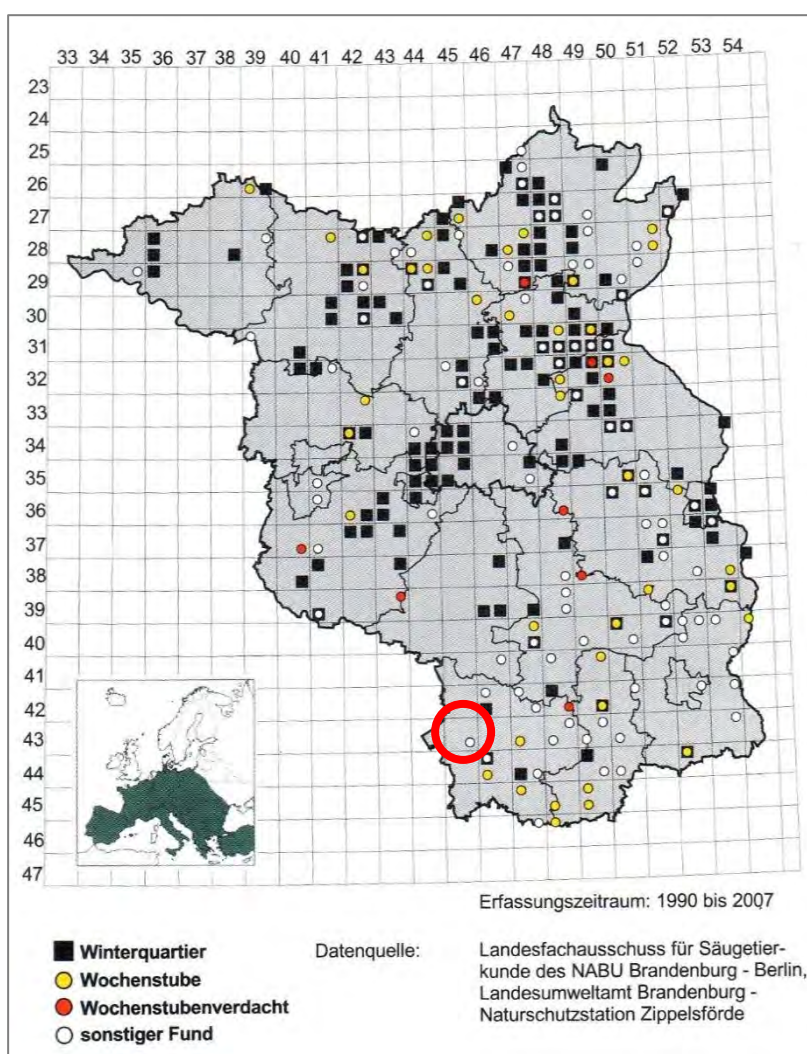 33 34 35 36 37 38 39 40 41 42 43 44 45 46 47 48 49 50 51 52 53 54
23
24
25
26
27
28
29
30
31
32
33
34
35
36
37
38
39
40
41
42
43
44
45
46
47
Erfassungszeitraum: 1990 bis 2007
Winterquartier
Wochenstube
Wochenstubenverdacht
sonstiger Fund
Datenquelle:
Landesfachausschuss für Säugetier-
kunde des NABU Brandenburg - Berlin,
Landesumweltamt Brandenburg -
Naturschutzstation Zippelsförde